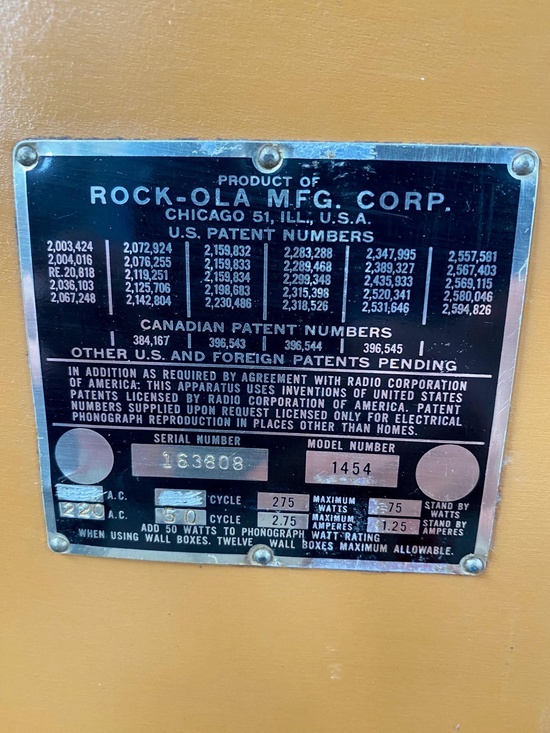 PRODUCT OF
ROCK-OLA MFG. CORP.
CHICAGO 51, ILL., U.S.A.
U.S. PATENT NUMBERS
2,003,424 2,072,924 2,159,832 2,283,288 2,347,995 2,557,581
2,004,016 2,076,255 2,159,833 2,289,468 2,389,327 2,567,403
RE.20,818 2,119,251 2,159,834 2,299,348 2,435,933 2,569,115
2,036,103 2,125,706 2,198,683 2,315,398 2,520,341 2,580,046
2,067,248 2,142,804 2,230,486 2,318,526 2,531,646 2,594,826
CANADIAN PATENT NUMBERS
384,167 396,543 396,544 396,545
OTHER U.S. AND FOREIGN PATENTS PENDING
IN ADDITION AS REQUIRED BY AGREEMENT WITH RADIO CORPORATION
OF AMERICA: THIS APPARATUS USES INVENTIONS OF UNITED STATES
PATENTS LICENSED BY RADIO CORPORATION OF AMERICA. PATENT
NUMBERS SUPPLIED UPON REQUEST LICENSED ONLY FOR ELECTRICAL
PHONOGRAPH REPRODUCTION IN PLACES OTHER THAN HOMES.
SERIAL NUMBER MODEL NUMBER
163808 1454
A.C. CYCLE 275 MAXIMUM WATTS 75 STAND BY WATTS
220 A.C. 50 CYCLE 2.75 MAXIMUM AMPERES 1.25 STAND BY AMPERES
ADD 50 WATTS TO PHONOGRAPH WATT RATING
WHEN USING WALL BOXES. TWELVE WALL BOXES MAXIMUM ALLOWABLE.